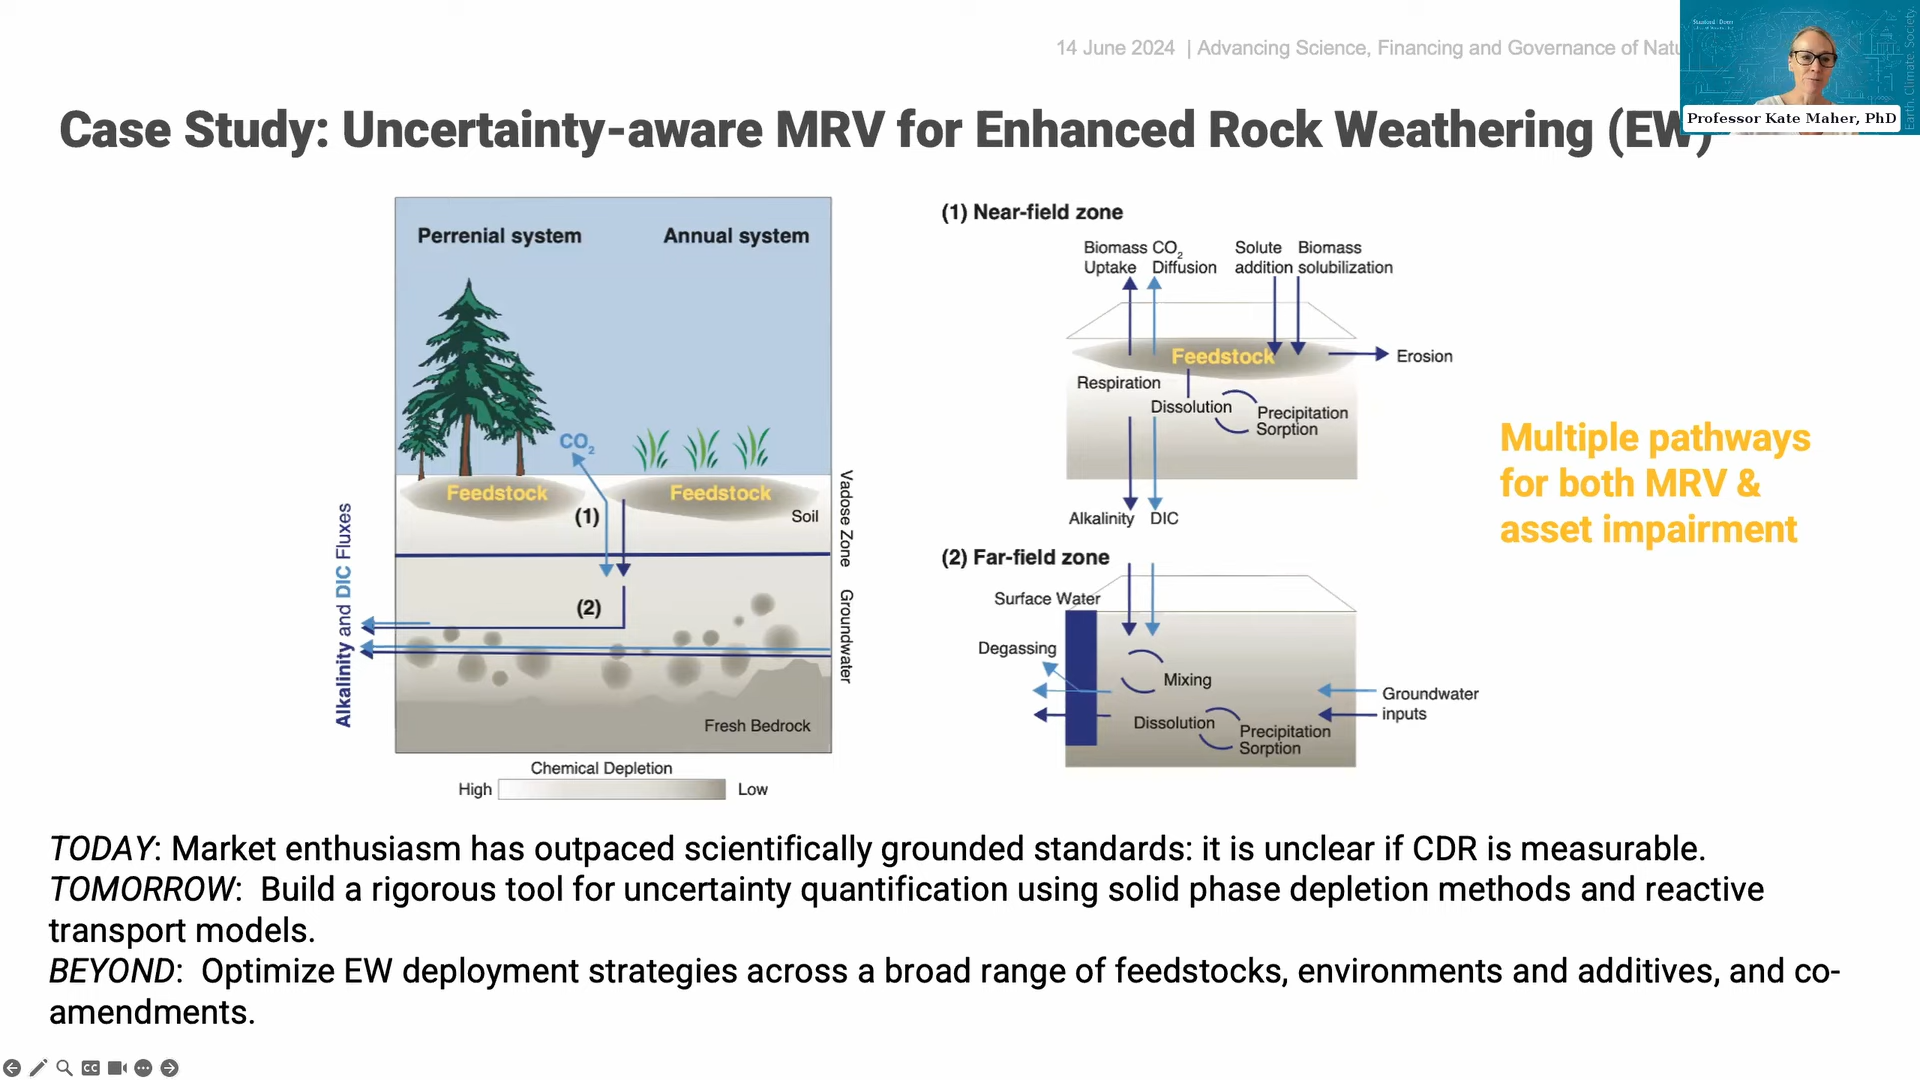 14 June 2024 | Advancing Science, Financing and Governance of Natu
Stanford | Doerr
Earth. Climate. Society.
Professor Kate Maher, PhD
Case Study: Uncertainty-aware MRV for Enhanced Rock Weathering (EW)
Perrenial system
Annual system
CO2
Feedstock
Feedstock
(1)
Soil
(2)
Vadose Zone
Groundwater
Alkalinity and DIC Fluxes
Fresh Bedrock
Chemical Depletion
High
Low
(1) Near-field zone
Biomass CO2 Solute Biomass
Uptake Diffusion addition solubilization
Feedstock
Erosion
Respiration
Dissolution
Precipitation
Sorption
Alkalinity DIC
(2) Far-field zone
Surface Water
Degassing
Mixing
Groundwater
inputs
Dissolution
Precipitation
Sorption
Multiple pathways
for both MRV &
asset impairment
TODAY: Market enthusiasm has outpaced scientifically grounded standards: it is unclear if CDR is measurable.
TOMORROW: Build a rigorous tool for uncertainty quantification using solid phase depletion methods and reactive
transport models.
BEYOND: Optimize EW deployment strategies across a broad range of feedstocks, environments and additives, and co-
amendments.
CC